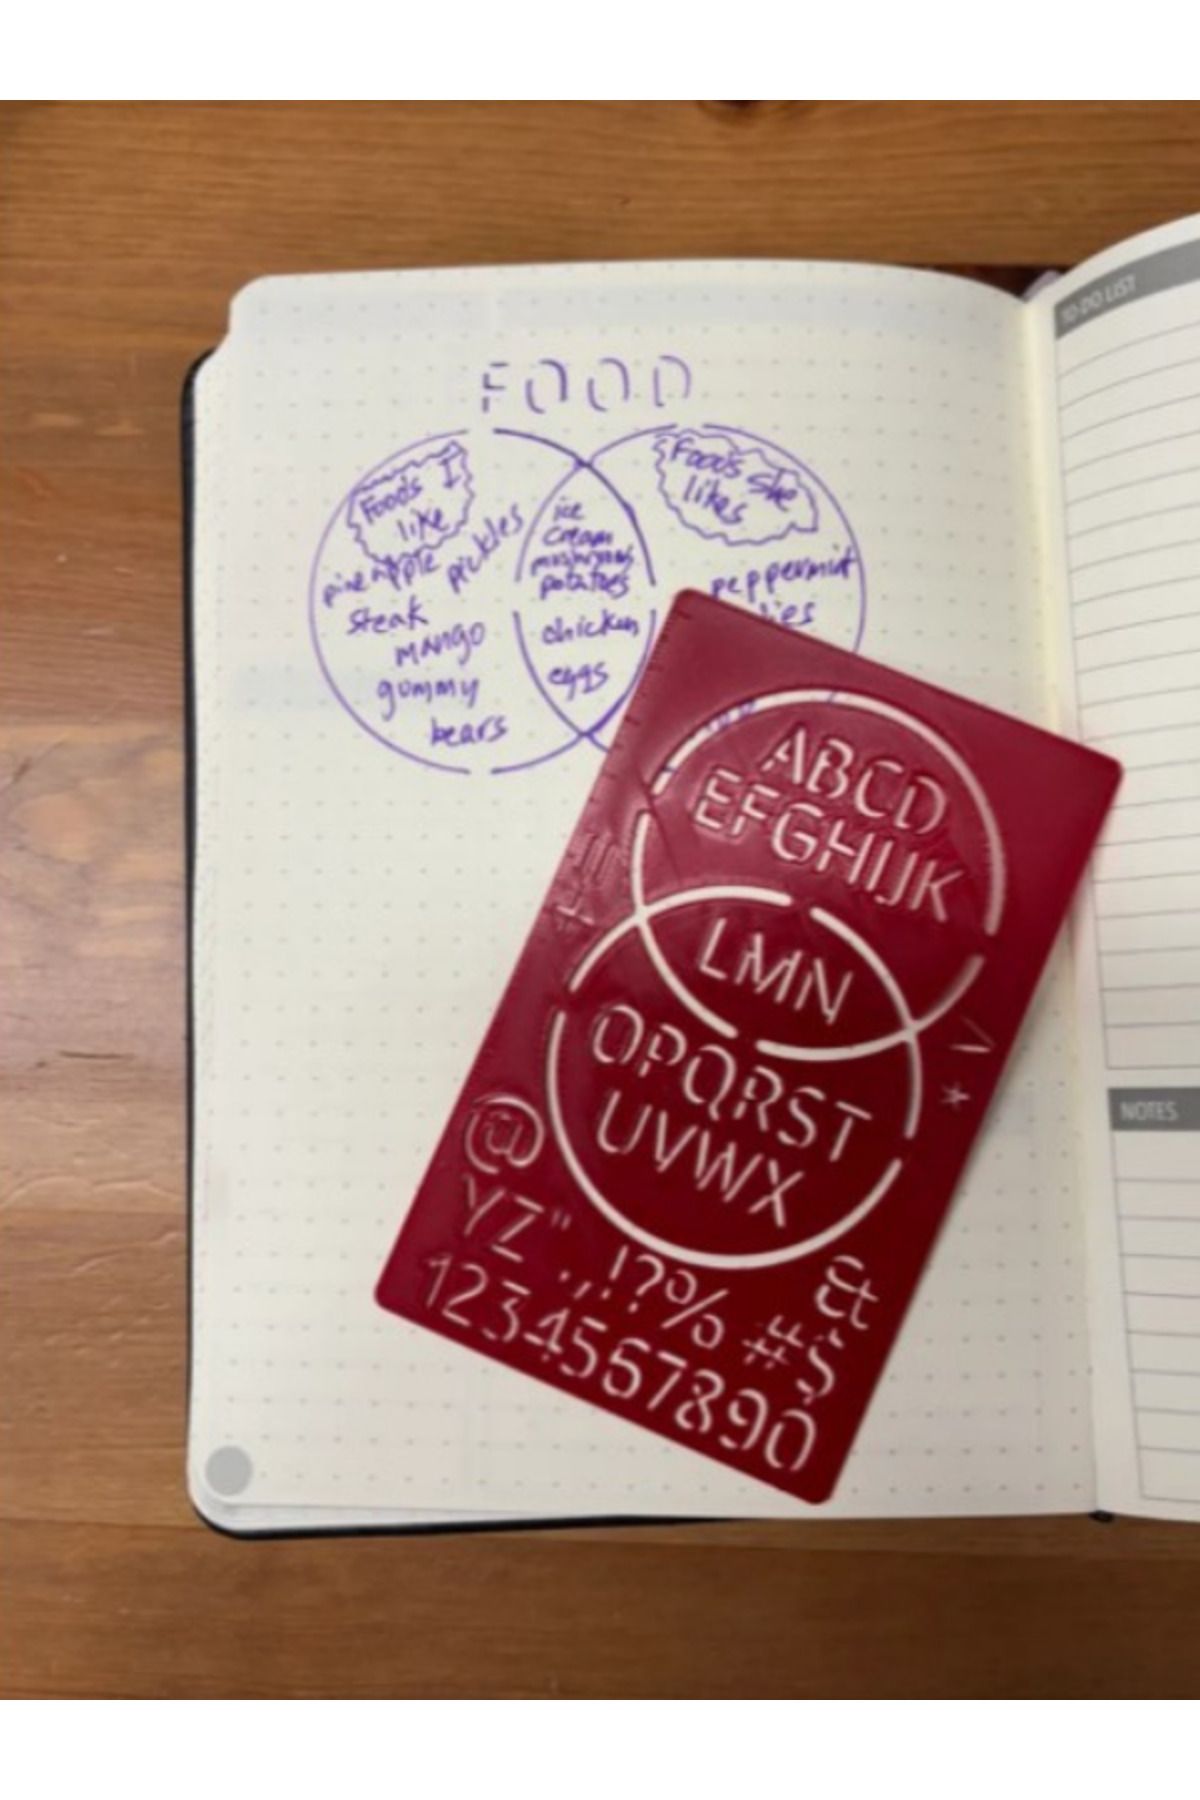 TO-DO LIST
FOOD
Foods I
like
pineapple
pickles
steak
mango
gummy
bears
ice
cream
mushrooms
potatoes
chicken
eggs
Foods she
likes
peppermint
ABCD
EFGHIJK
LMN
OPQRST
UVWX
@
YZ" .,!?% #$
&
1234567890
* 
NOTES